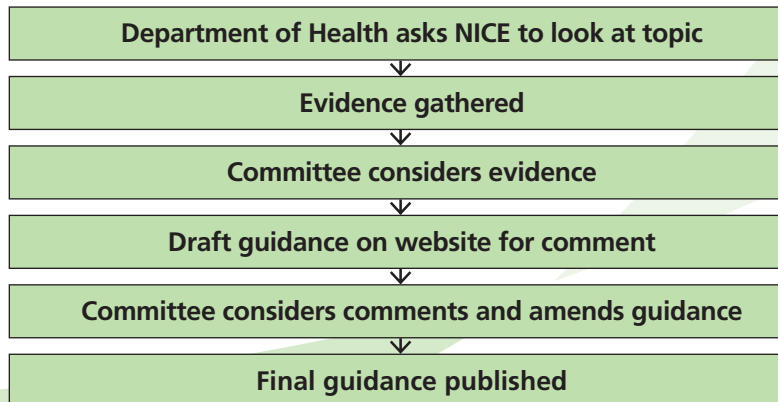 Department of Health asks NICE to look at topic
Evidence gathered
Committee considers evidence
Draft guidance on website for comment
Committee considers comments and amends guidance
Final guidance published